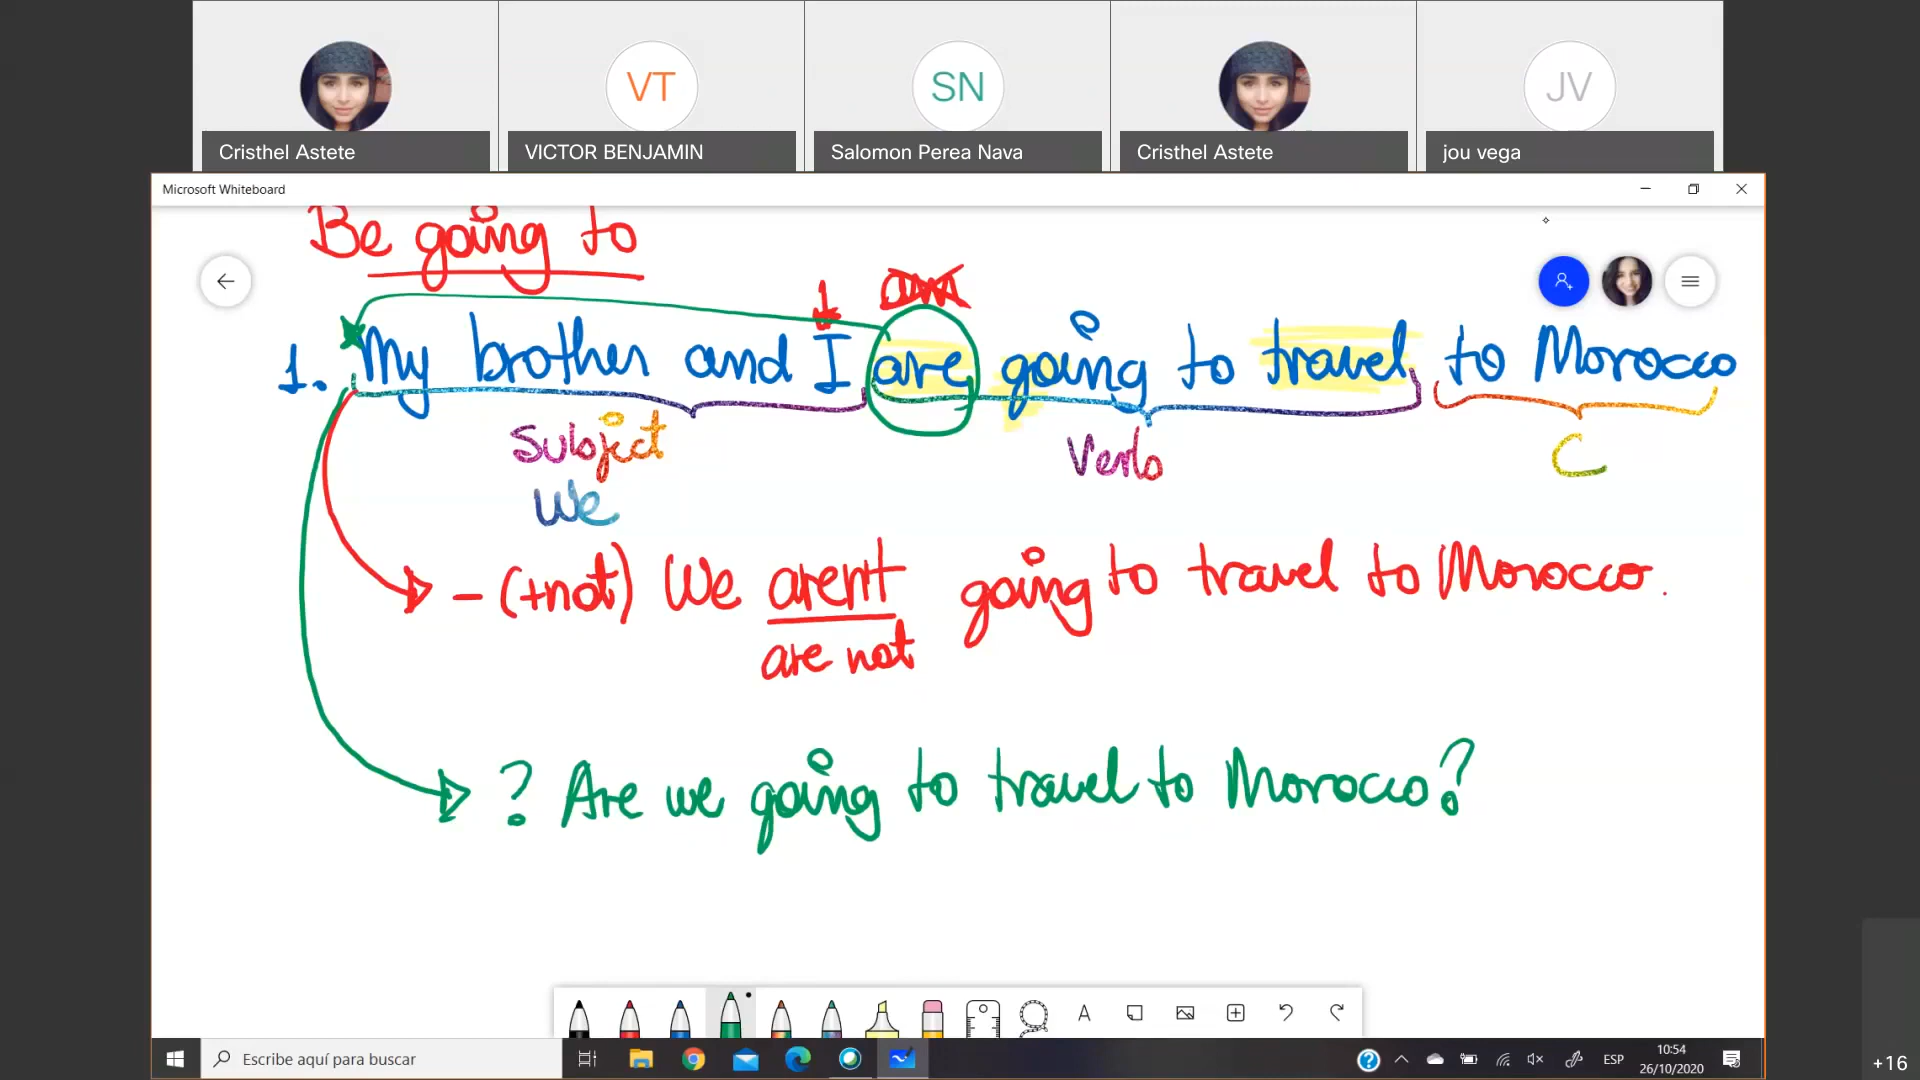 VT
SN
JV
Cristhel Astete
VICTOR BENJAMIN
Salomon Perea Nava
Cristhel Astete
jou vega
Microsoft Whiteboard
Be going to
am
1. My brother and I are going to travel to Morocco
Subject
Verb
C
We
- (+not) We aren't going to travel to Morocco.
are not
? Are we going to travel to Morocco?
A
Escribe aquí para buscar
ESP
10:54
26/10/2020
+16